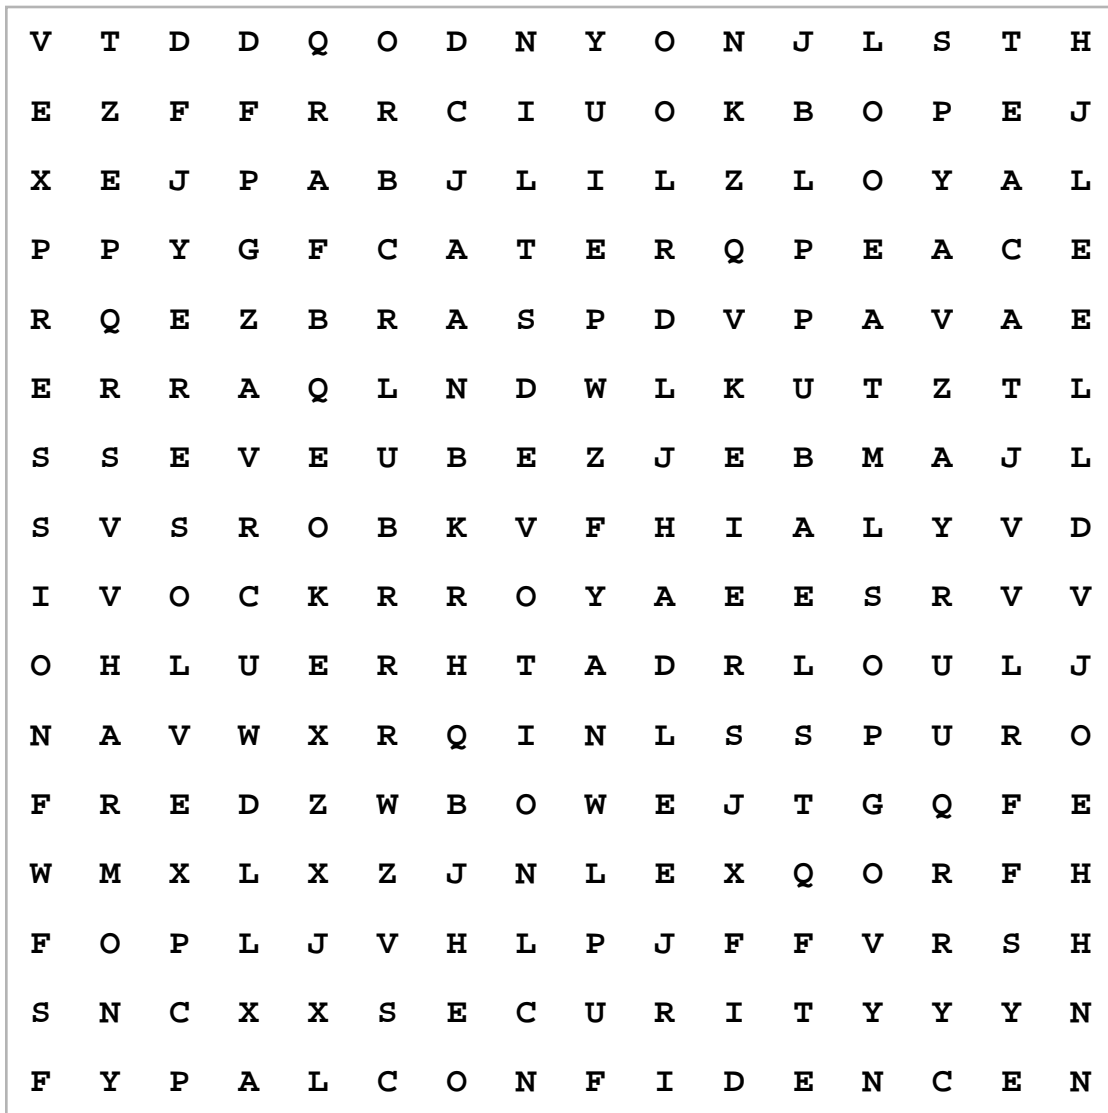 V T D D Q O D N Y O N J L S T H
E Z F F R R C I U O K B O P E J
X E J P A B J L I L Z L O Y A L
P P Y G F C A T E R Q P E A C E
R Q E Z B R A S P D V P A V A E
E R R A Q L N D W L K U T Z T L
S S E V E U B E Z J E B M A J L
S V S R O B K V F H I A L Y V D
I V O C K R R O Y A E E S R V V
O H L U E R H T A D R L O U L J
N A V W X R Q I N L S S P U R O
F R E D Z W B O W E J T G Q F E
W M X L X Z J N L E X Q O R F H
F O P L J V H L P J F F V R S H
S N C X X S E C U R I T Y Y Y N
F Y P A L C O N F I D E N C E N